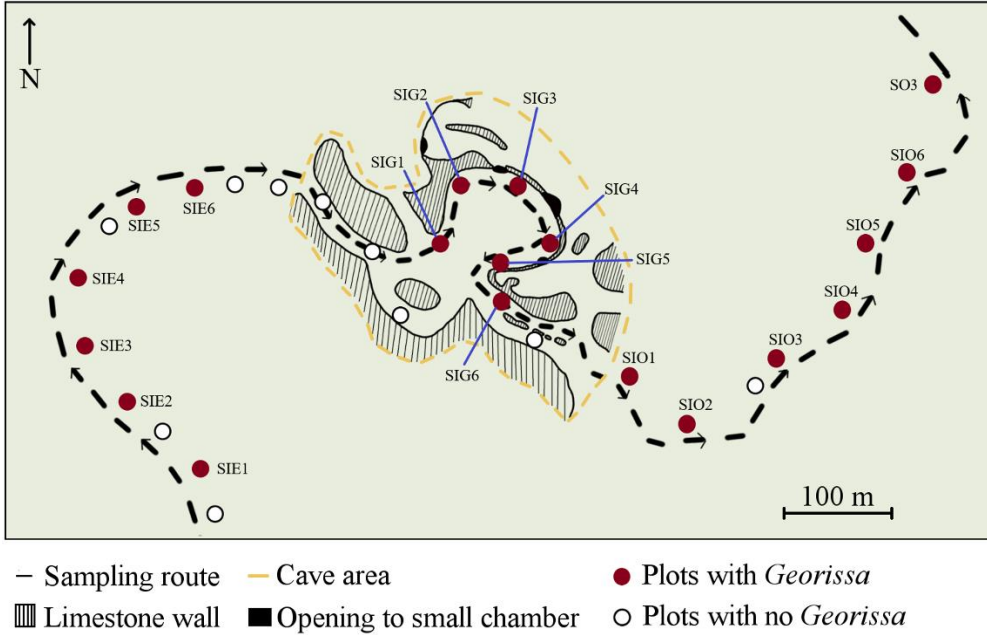 N
SIG2
SIG3
SO3
SIG1
SIG4
SIO6
SIE6
SIE5
SIO5
SIG5
SIE4
SIO4
SIE3
SIO3
SIG6
SIO1
SIE2
SIO2
SIE1
100 m
Sampling route
Cave area
Plots with Georissa
Limestone wall
Opening to small chamber
Plots with no Georissa